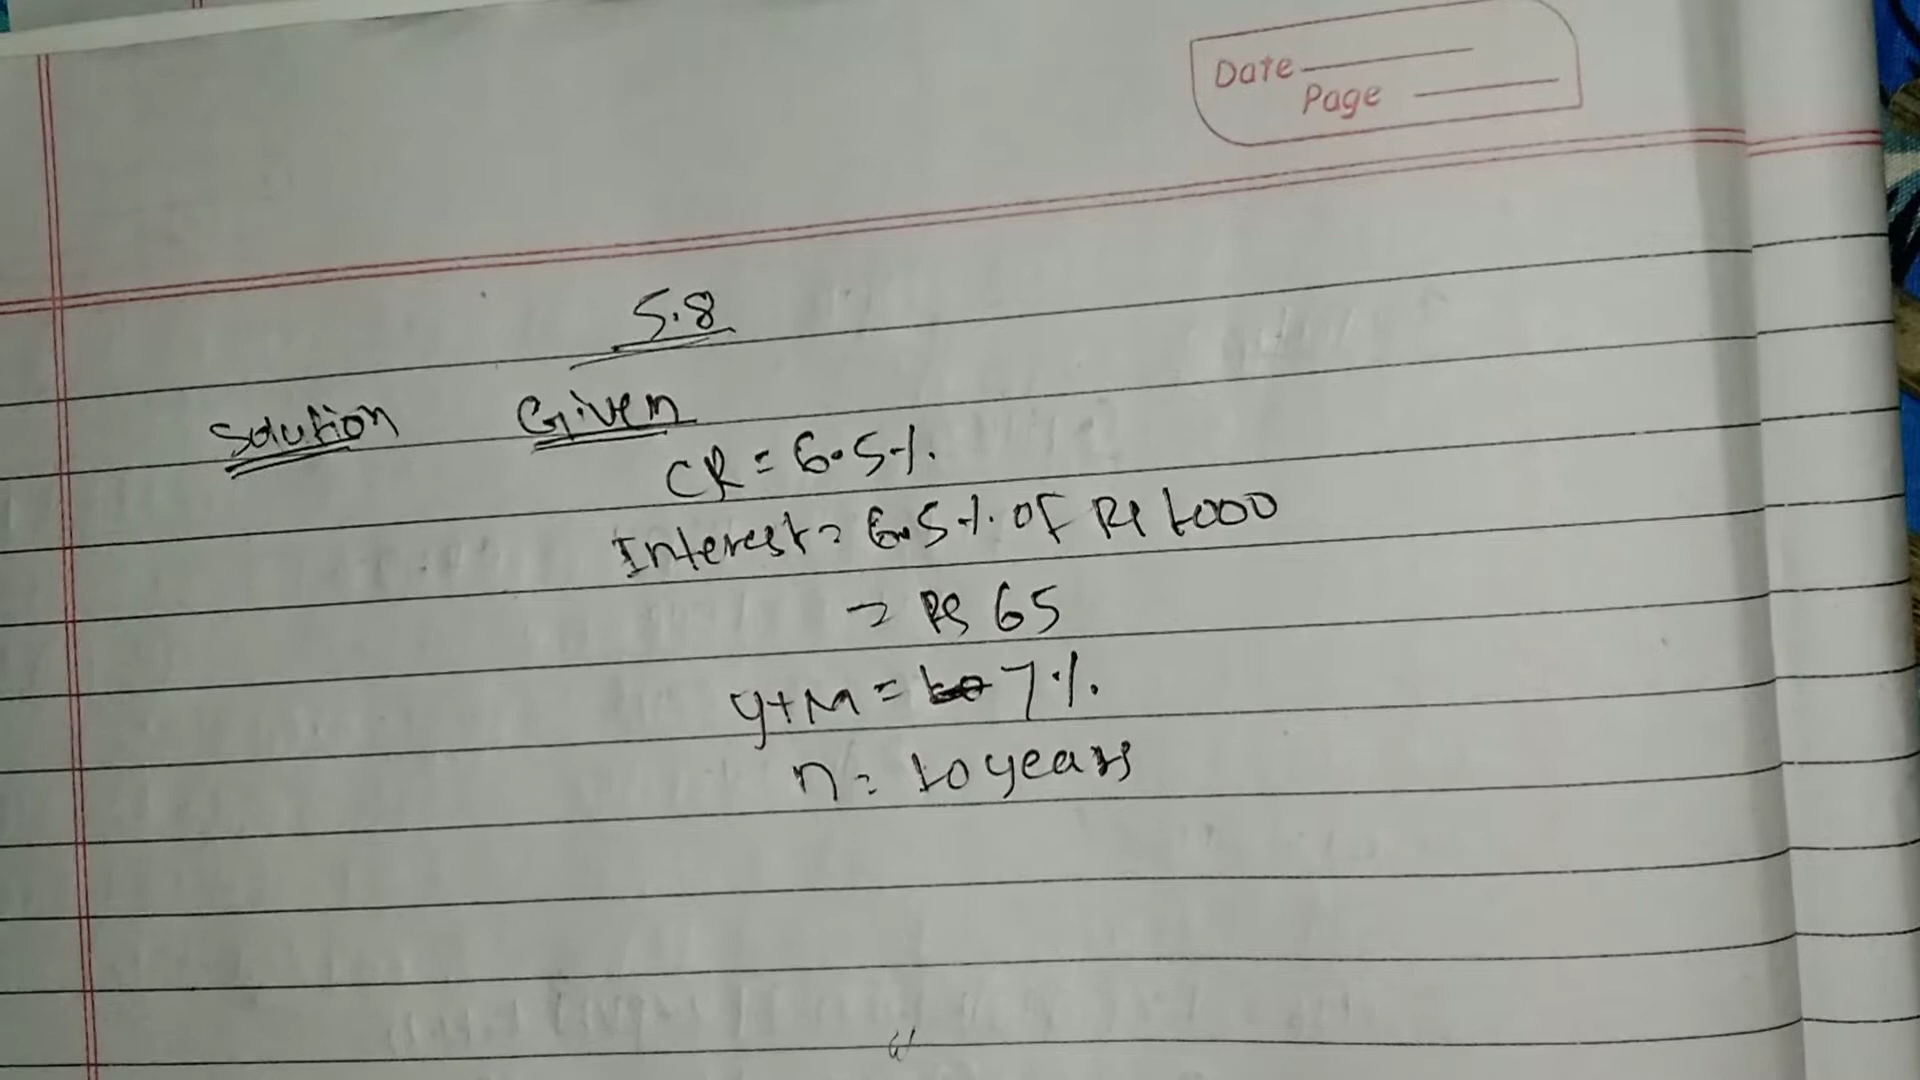 Date
Page
5.8
Solution Given
CR = 6.5%.
Interest = 6.5%. of Rs 1000
= Rs 65
YTM = 7%.
n = 10 years